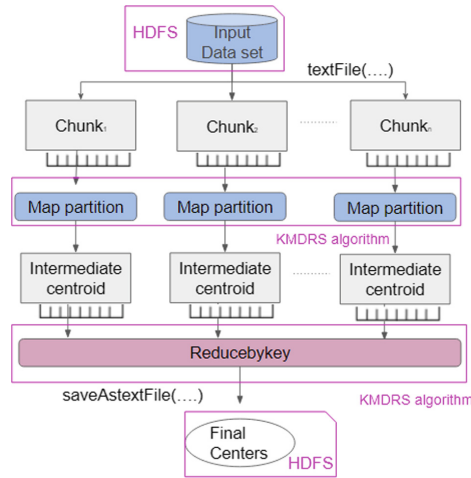 HDFS
Input
Data set
textFile(....)
Chunk₁
Chunk₂
Chunkₙ
Map partition
Map partition
Map partition
KMDRS algorithm
Intermediate
centroid
Intermediate
centroid
Intermediate
centroid
Reducebykey
saveAstextFile(....)
KMDRS algorithm
Final
Centers
HDFS